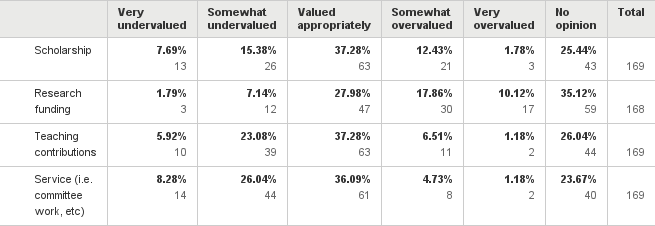 Very undervalued Somewhat undervalued Valued appropriately Somewhat overvalued Very overvalued No opinion Total
Scholarship 7.69% 15.38% 37.28% 12.43% 1.78% 25.44%
13 26 63 21 3 43 169
Research 1.79% 7.14% 27.98% 17.86% 10.12% 35.12%
funding 3 12 47 30 17 59 168
Teaching 5.92% 23.08% 37.28% 6.51% 1.18% 26.04%
contributions 10 39 63 11 2 44 169
Service (i.e. 8.28% 26.04% 36.09% 4.73% 1.18% 23.67%
committee 14 44 61 8 2 40 169
work, etc)